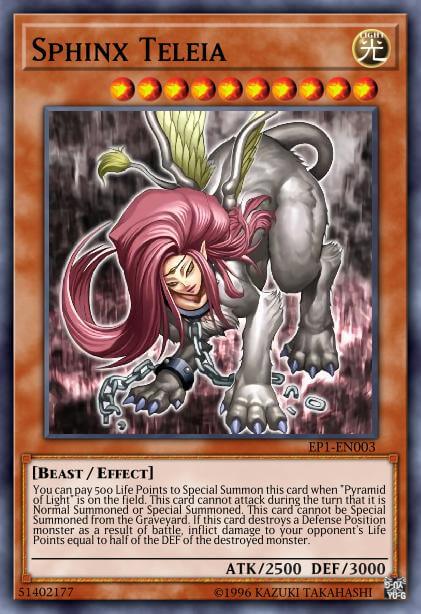 SPHINX TELEIA
LIGHT
光
EP1-EN003
[BEAST / EFFECT]
You can pay 500 Life Points to Special Summon this card when "Pyramid
of Light" is on the field. This card cannot attack during the turn that it is
Normal Summoned or Special Summoned. This card cannot be Special
Summoned from the Graveyard. If this card destroys a Defense Position
monster as a result of battle, inflict damage to your opponent's Life
Points equal to half of the DEF of the destroyed monster.
ATK/2500 DEF/3000
51402177
©1996 KAZUKI TAKAHASHI